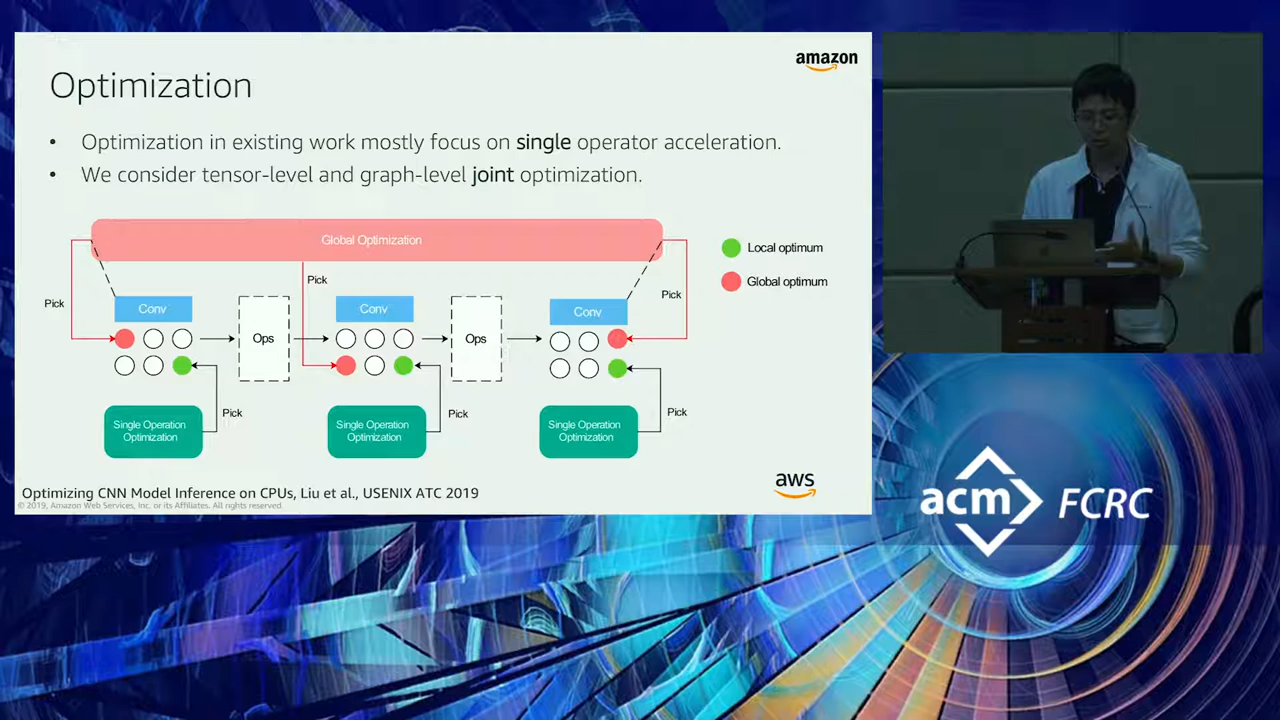 amazon
Optimization
• Optimization in existing work mostly focus on single operator acceleration.
• We consider tensor-level and graph-level joint optimization.
Global Optimization
Local optimum
Global optimum
Pick
Pick
Pick
Conv
Conv
Conv
Ops
Ops
Pick
Pick
Pick
Single Operation
Optimization
Single Operation
Optimization
Single Operation
Optimization
aws
Optimizing CNN Model Inference on CPUs, Liu et al., USENIX ATC 2019
© 2019, Amazon Web Services, Inc. or its Affiliates. All rights reserved.
acm FCRC